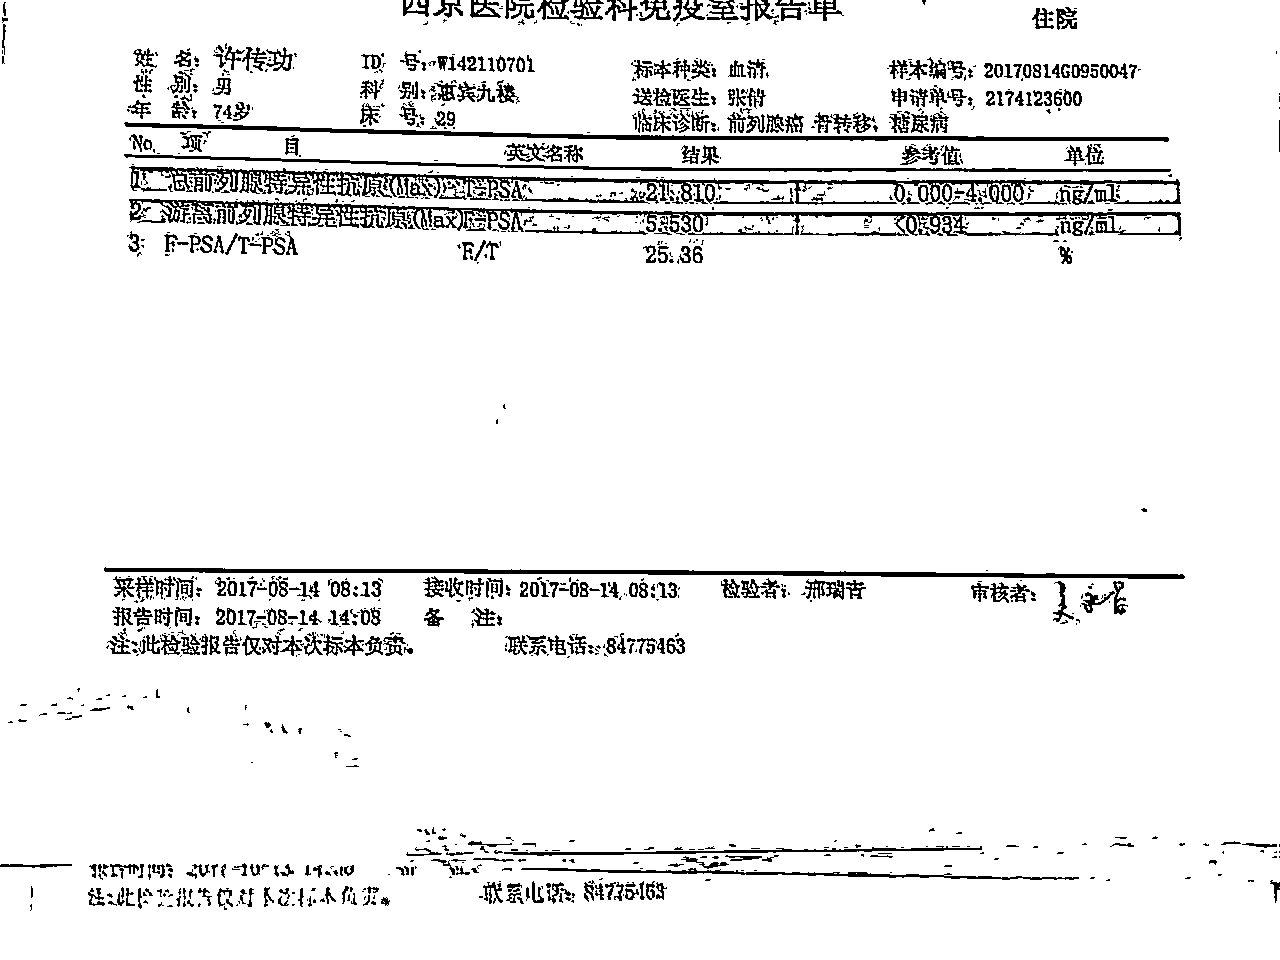 西京医院检验科免疫室报告单
住院
姓 名: 许传功 ID 号: W142110701 标本种类: 血清 样本编号: 20170814G0950047
性 别: 男 科 别: 惠宾九楼 送检医生: 张倩 申请单号: 2174123600
年 龄: 74岁 床 号: 29 临床诊断: 前列腺癌 骨转移, 糖尿病
No. 项 目 英文名称 结果 参考值 单位
1 总前列腺特异性抗原(Max) T-PSA 21.810 ↑ 0.000-4.000 ng/ml
2 游离前列腺特异性抗原(Max) F-PSA 5.530 ↑ <0.934 ng/ml
3 F-PSA/T-PSA F/T 25.36 %
采样时间: 2017-08-14 08:13 接收时间: 2017-08-14 08:13 检验者: 邢瑞青 审核者:
报告时间: 2017-08-14 14:08 备 注:
注:此检验报告仅对本次标本负责。 联系电话: 84775463
报告时间:
注:此检验报告仅对本次标本负责。 联系电话: 84775463